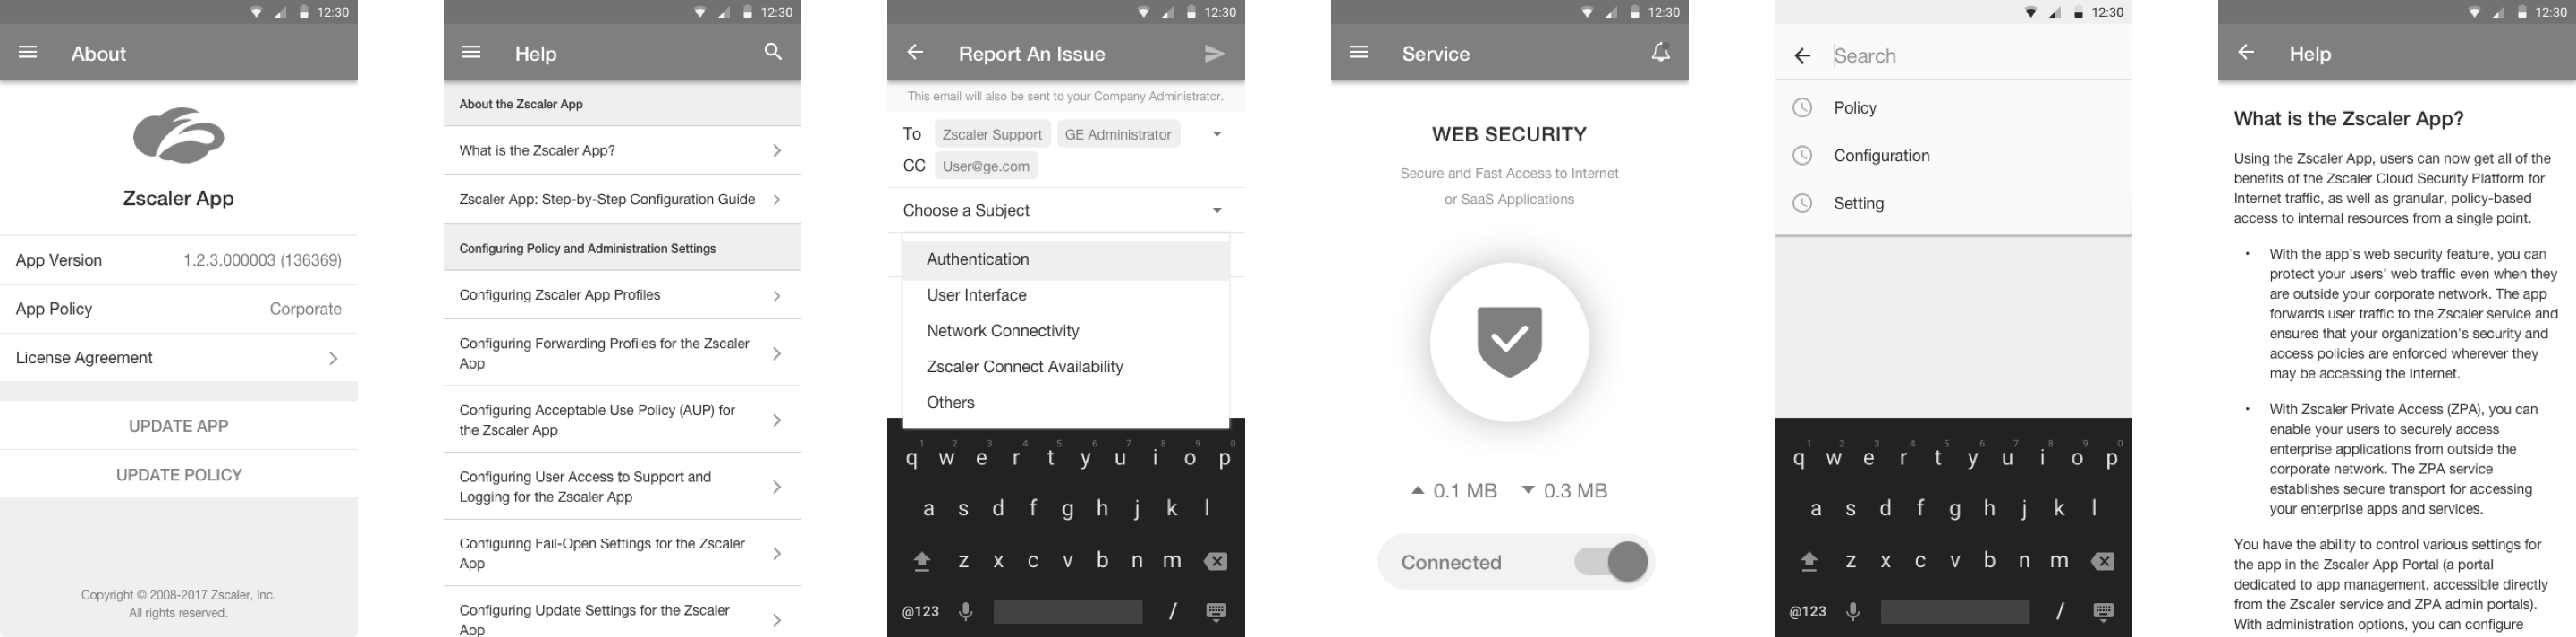 12:30
About
Zscaler App
App Version 1.2.3.000003 (136369)
App Policy Corporate
License Agreement
UPDATE APP
UPDATE POLICY
Copyright © 2008-2017 Zscaler, Inc.
All rights reserved.
12:30
Help
About the Zscaler App
What is the Zscaler App?
Zscaler App: Step-by-Step Configuration Guide
Configuring Policy and Administration Settings
Configuring Zscaler App Profiles
Configuring Forwarding Profiles for the Zscaler
App
Configuring Acceptable Use Policy (AUP) for
the Zscaler App
Configuring User Access to Support and
Logging for the Zscaler App
Configuring Fail-Open Settings for the Zscaler
App
Configuring Update Settings for the Zscaler
App
12:30
Report An Issue
This email will also be sent to your Company Administrator.
To Zscaler Support GE Administrator
CC User@ge.com
Choose a Subject
Authentication
User Interface
Network Connectivity
Zscaler Connect Availability
Others
1 2 3 4 5 6 7 8 9 0
q w e r t y u i o p
a s d f g h j k l
z x c v b n m
@123 /
12:30
Service
WEB SECURITY
Secure and Fast Access to Internet
or SaaS Applications
0.1 MB 0.3 MB
Connected
12:30
Search
Policy
Configuration
Setting
1 2 3 4 5 6 7 8 9 0
q w e r t y u i o p
a s d f g h j k l
z x c v b n m
@123 /
12:30
Help
What is the Zscaler App?
Using the Zscaler App, users can now get all of the
benefits of the Zscaler Cloud Security Platform for
Internet traffic, as well as granular, policy-based
access to internal resources from a single point.
• With the app's web security feature, you can
protect your users' web traffic even when they
are outside your corporate network. The app
forwards user traffic to the Zscaler service and
ensures that your organization's security and
access policies are enforced wherever they
may be accessing the Internet.
• With Zscaler Private Access (ZPA), you can
enable your users to securely access
enterprise applications from outside the
corporate network. The ZPA service
establishes secure transport for accessing
your enterprise apps and services.
You have the ability to control various settings for
the app in the Zscaler App Portal (a portal
dedicated to app management, accessible directly
from the Zscaler service and ZPA admin portals).
With administration options, you can configure